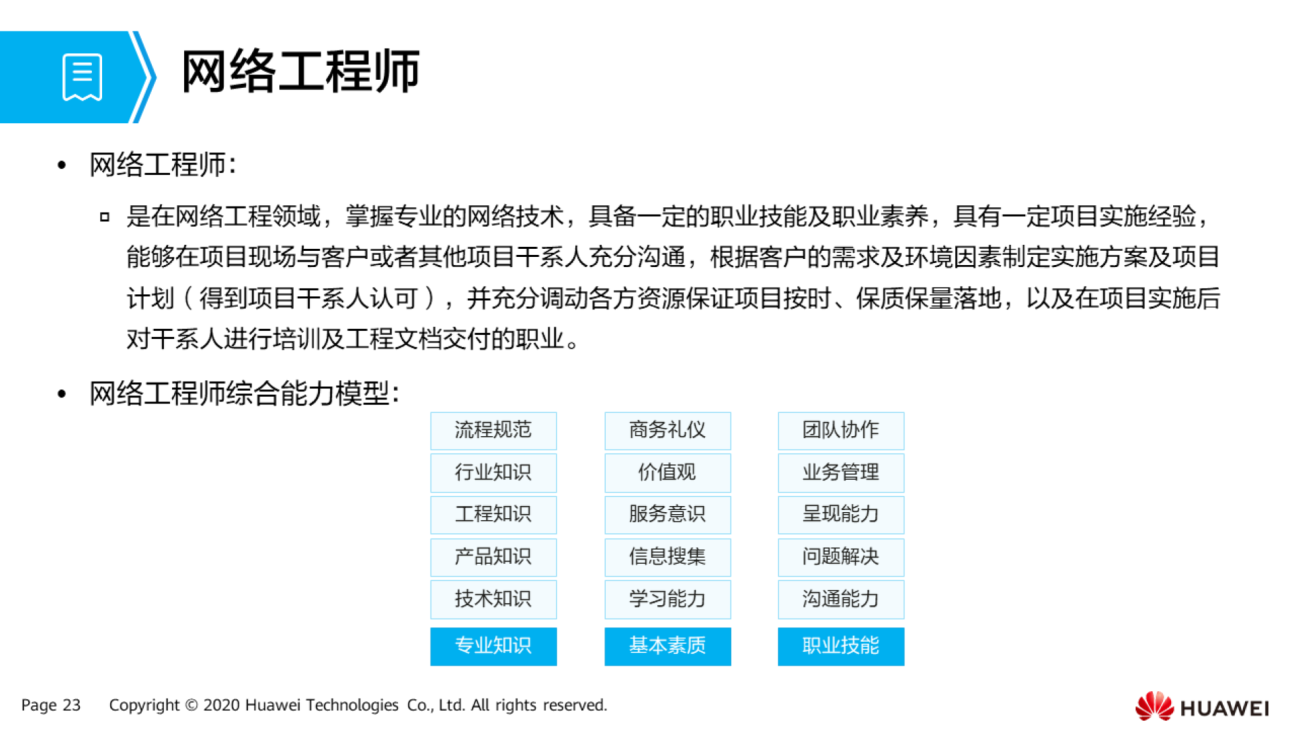 网络工程师
• 网络工程师：
▫ 是在网络工程领域，掌握专业的网络技术，具备一定的职业技能及职业素养，具有一定项目实施经验，
能够在项目现场与客户或者其他项目干系人充分沟通，根据客户的需求及环境因素制定实施方案及项目
计划（得到项目干系人认可），并充分调动各方资源保证项目按时、保质保量落地，以及在项目实施后
对干系人进行培训及工程文档交付的职业。
• 网络工程师综合能力模型：
流程规范 商务礼仪 团队协作
行业知识 价值观 业务管理
工程知识 服务意识 呈现能力
产品知识 信息搜集 问题解决
技术知识 学习能力 沟通能力
专业知识 基本素质 职业技能
Page 23 Copyright © 2020 Huawei Technologies Co., Ltd. All rights reserved.
HUAWEI